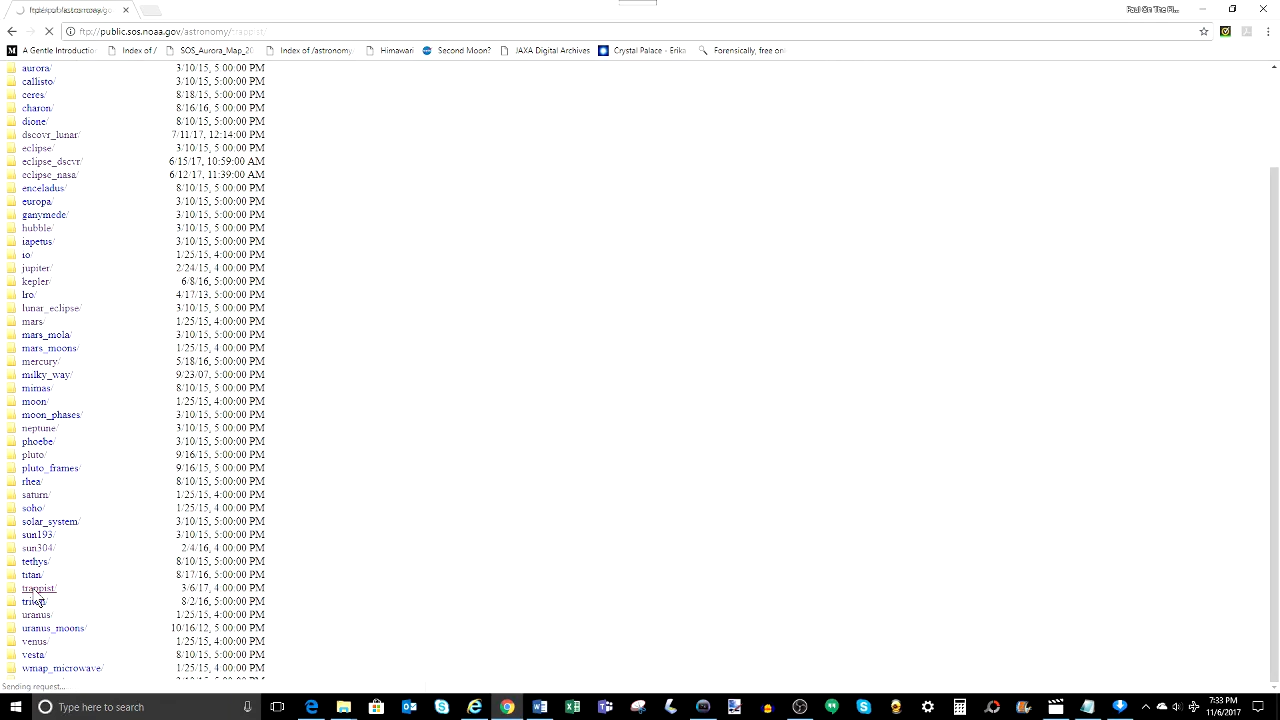 Paul On The Pl...
ftp://public.sos.noaa.gov/astronomy/trappist/
A Gentle Introduction
Index of /
SOS_Aurora_Map_20
Index of /astronomy
Himawari
Second Moon?
JAXA Digital Archives
Crystal Palace - Erika
Forensically, free on
aurora/ 3/10/15, 5:00:00 PM
callisto/ 3/10/15, 5:00:00 PM
ceres/ 8/18/15, 5:00:00 PM
charon/ 8/16/16, 5:00:00 PM
dione/ 8/10/15, 5:00:00 PM
dscovr_lunar/ 7/11/17, 12:14:00 PM
eclipse/ 3/10/15, 5:00:00 PM
eclipse_dscvr/ 6/15/17, 10:59:00 AM
eclipse_nasa/ 6/12/17, 11:39:00 AM
enceladus/ 8/10/15, 5:00:00 PM
europa/ 3/10/15, 5:00:00 PM
ganymede/ 3/10/15, 5:00:00 PM
hubble/ 3/10/15, 5:00:00 PM
iapetus/ 3/10/15, 5:00:00 PM
io/ 1/25/15, 4:00:00 PM
jupiter/ 2/24/15, 4:00:00 PM
kepler/ 6/8/16, 5:00:00 PM
lro/ 4/17/13, 5:00:00 PM
lunar_eclipse/ 3/10/15, 5:00:00 PM
mars/ 1/25/15, 4:00:00 PM
mars_mola/ 3/10/15, 5:00:00 PM
mars_moons/ 1/25/15, 4:00:00 PM
mercury/ 5/18/16, 5:00:00 PM
milky_way/ 9/23/07, 5:00:00 PM
mimas/ 8/10/15, 5:00:00 PM
moon/ 1/25/15, 4:00:00 PM
moon_phases/ 3/10/15, 5:00:00 PM
neptune/ 3/10/15, 5:00:00 PM
phoebe/ 3/10/15, 5:00:00 PM
pluto/ 9/16/15, 5:00:00 PM
pluto_frames/ 9/16/15, 5:00:00 PM
rhea/ 8/10/15, 5:00:00 PM
saturn/ 1/25/15, 4:00:00 PM
soho/ 1/25/15, 4:00:00 PM
solar_system/ 3/10/15, 5:00:00 PM
sun193/ 3/10/15, 5:00:00 PM
sun304/ 2/4/16, 4:00:00 PM
tethys/ 8/10/15, 5:00:00 PM
titan/ 8/17/16, 5:00:00 PM
trappist/ 3/6/17, 4:00:00 PM
triton/ 8/2/16, 5:00:00 PM
uranus/ 1/25/15, 4:00:00 PM
uranus_moons/ 10/16/12, 5:00:00 PM
venus/ 1/25/15, 4:00:00 PM
vesta/ 8/10/15, 5:00:00 PM
wmap_microwave/ 1/25/15, 4:00:00 PM
Sending request...
Type here to search
7:33 PM
11/6/2017